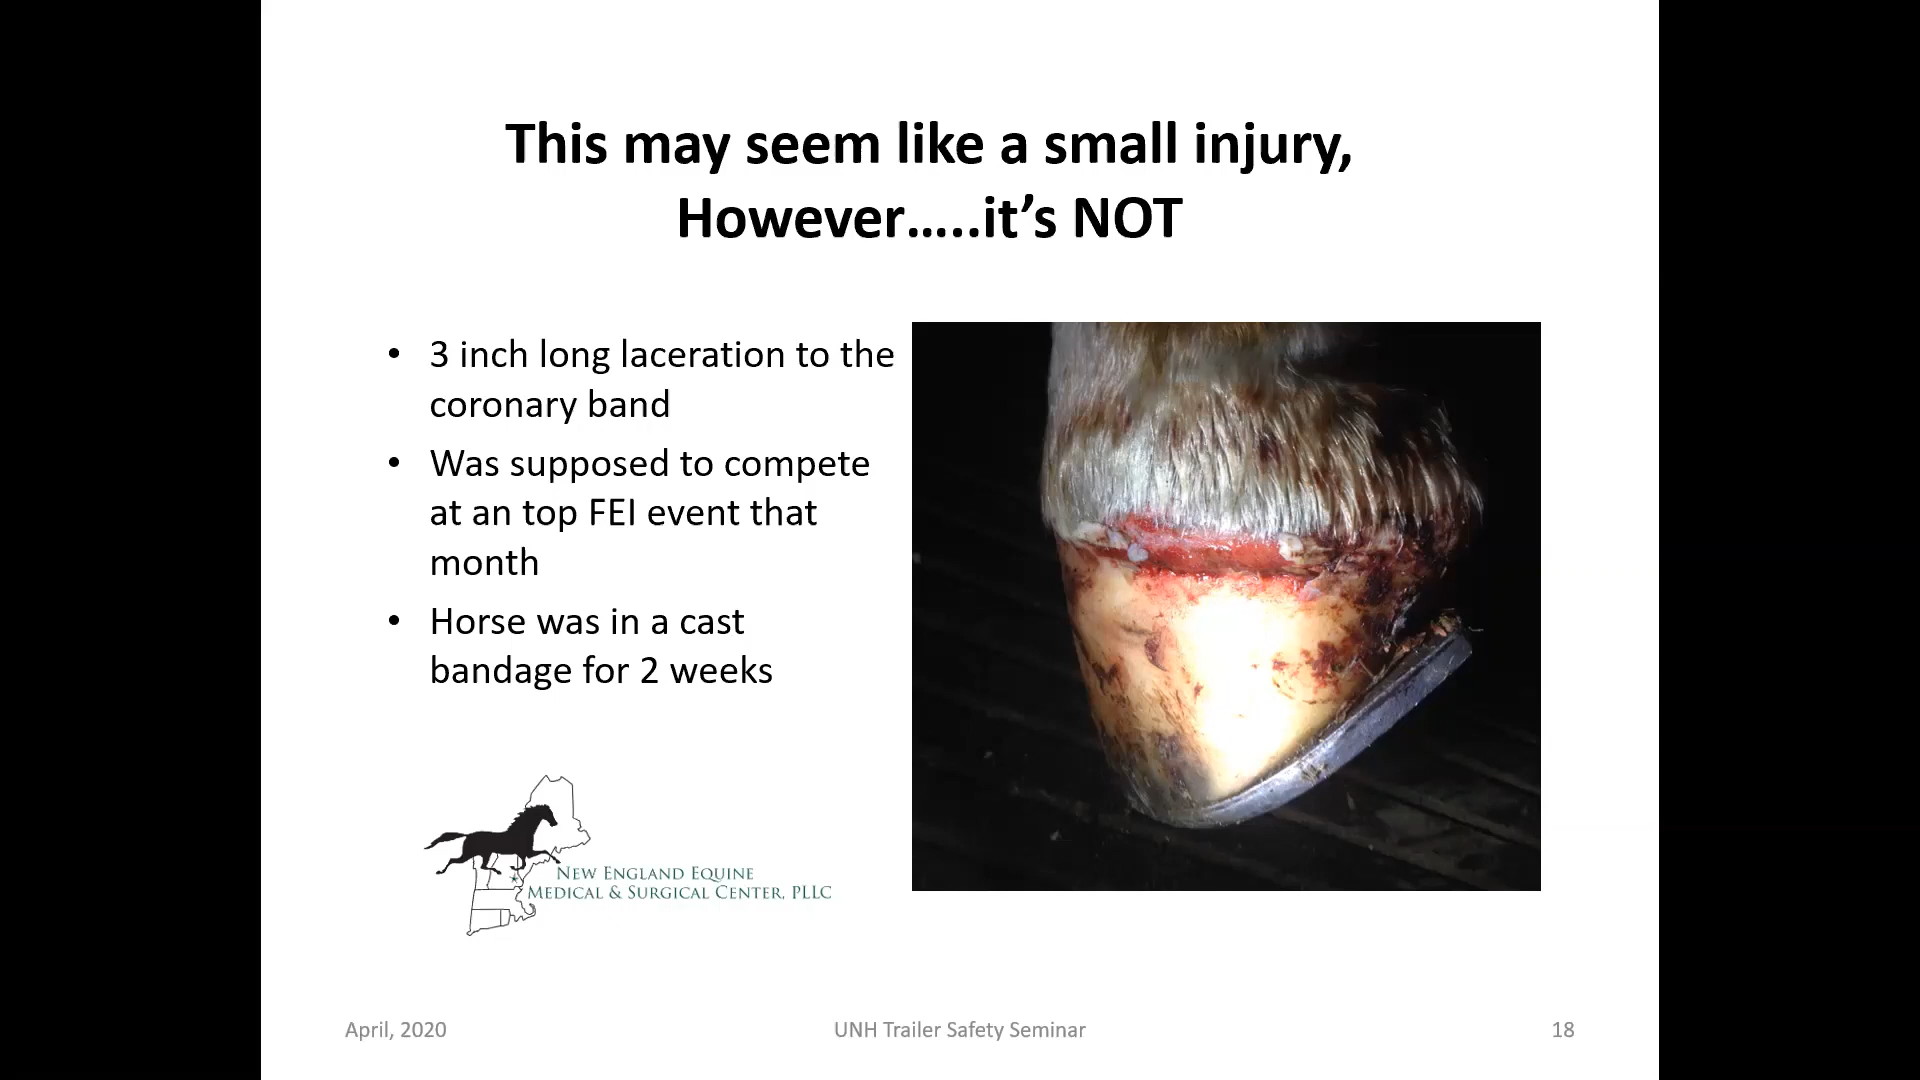 This may seem like a small injury,
However.....it’s NOT
• 3 inch long laceration to the
coronary band
• Was supposed to compete
at an top FEI event that
month
• Horse was in a cast
bandage for 2 weeks
NEW ENGLAND EQUINE
MEDICAL & SURGICAL CENTER, PLLC
April, 2020
UNH Trailer Safety Seminar
18